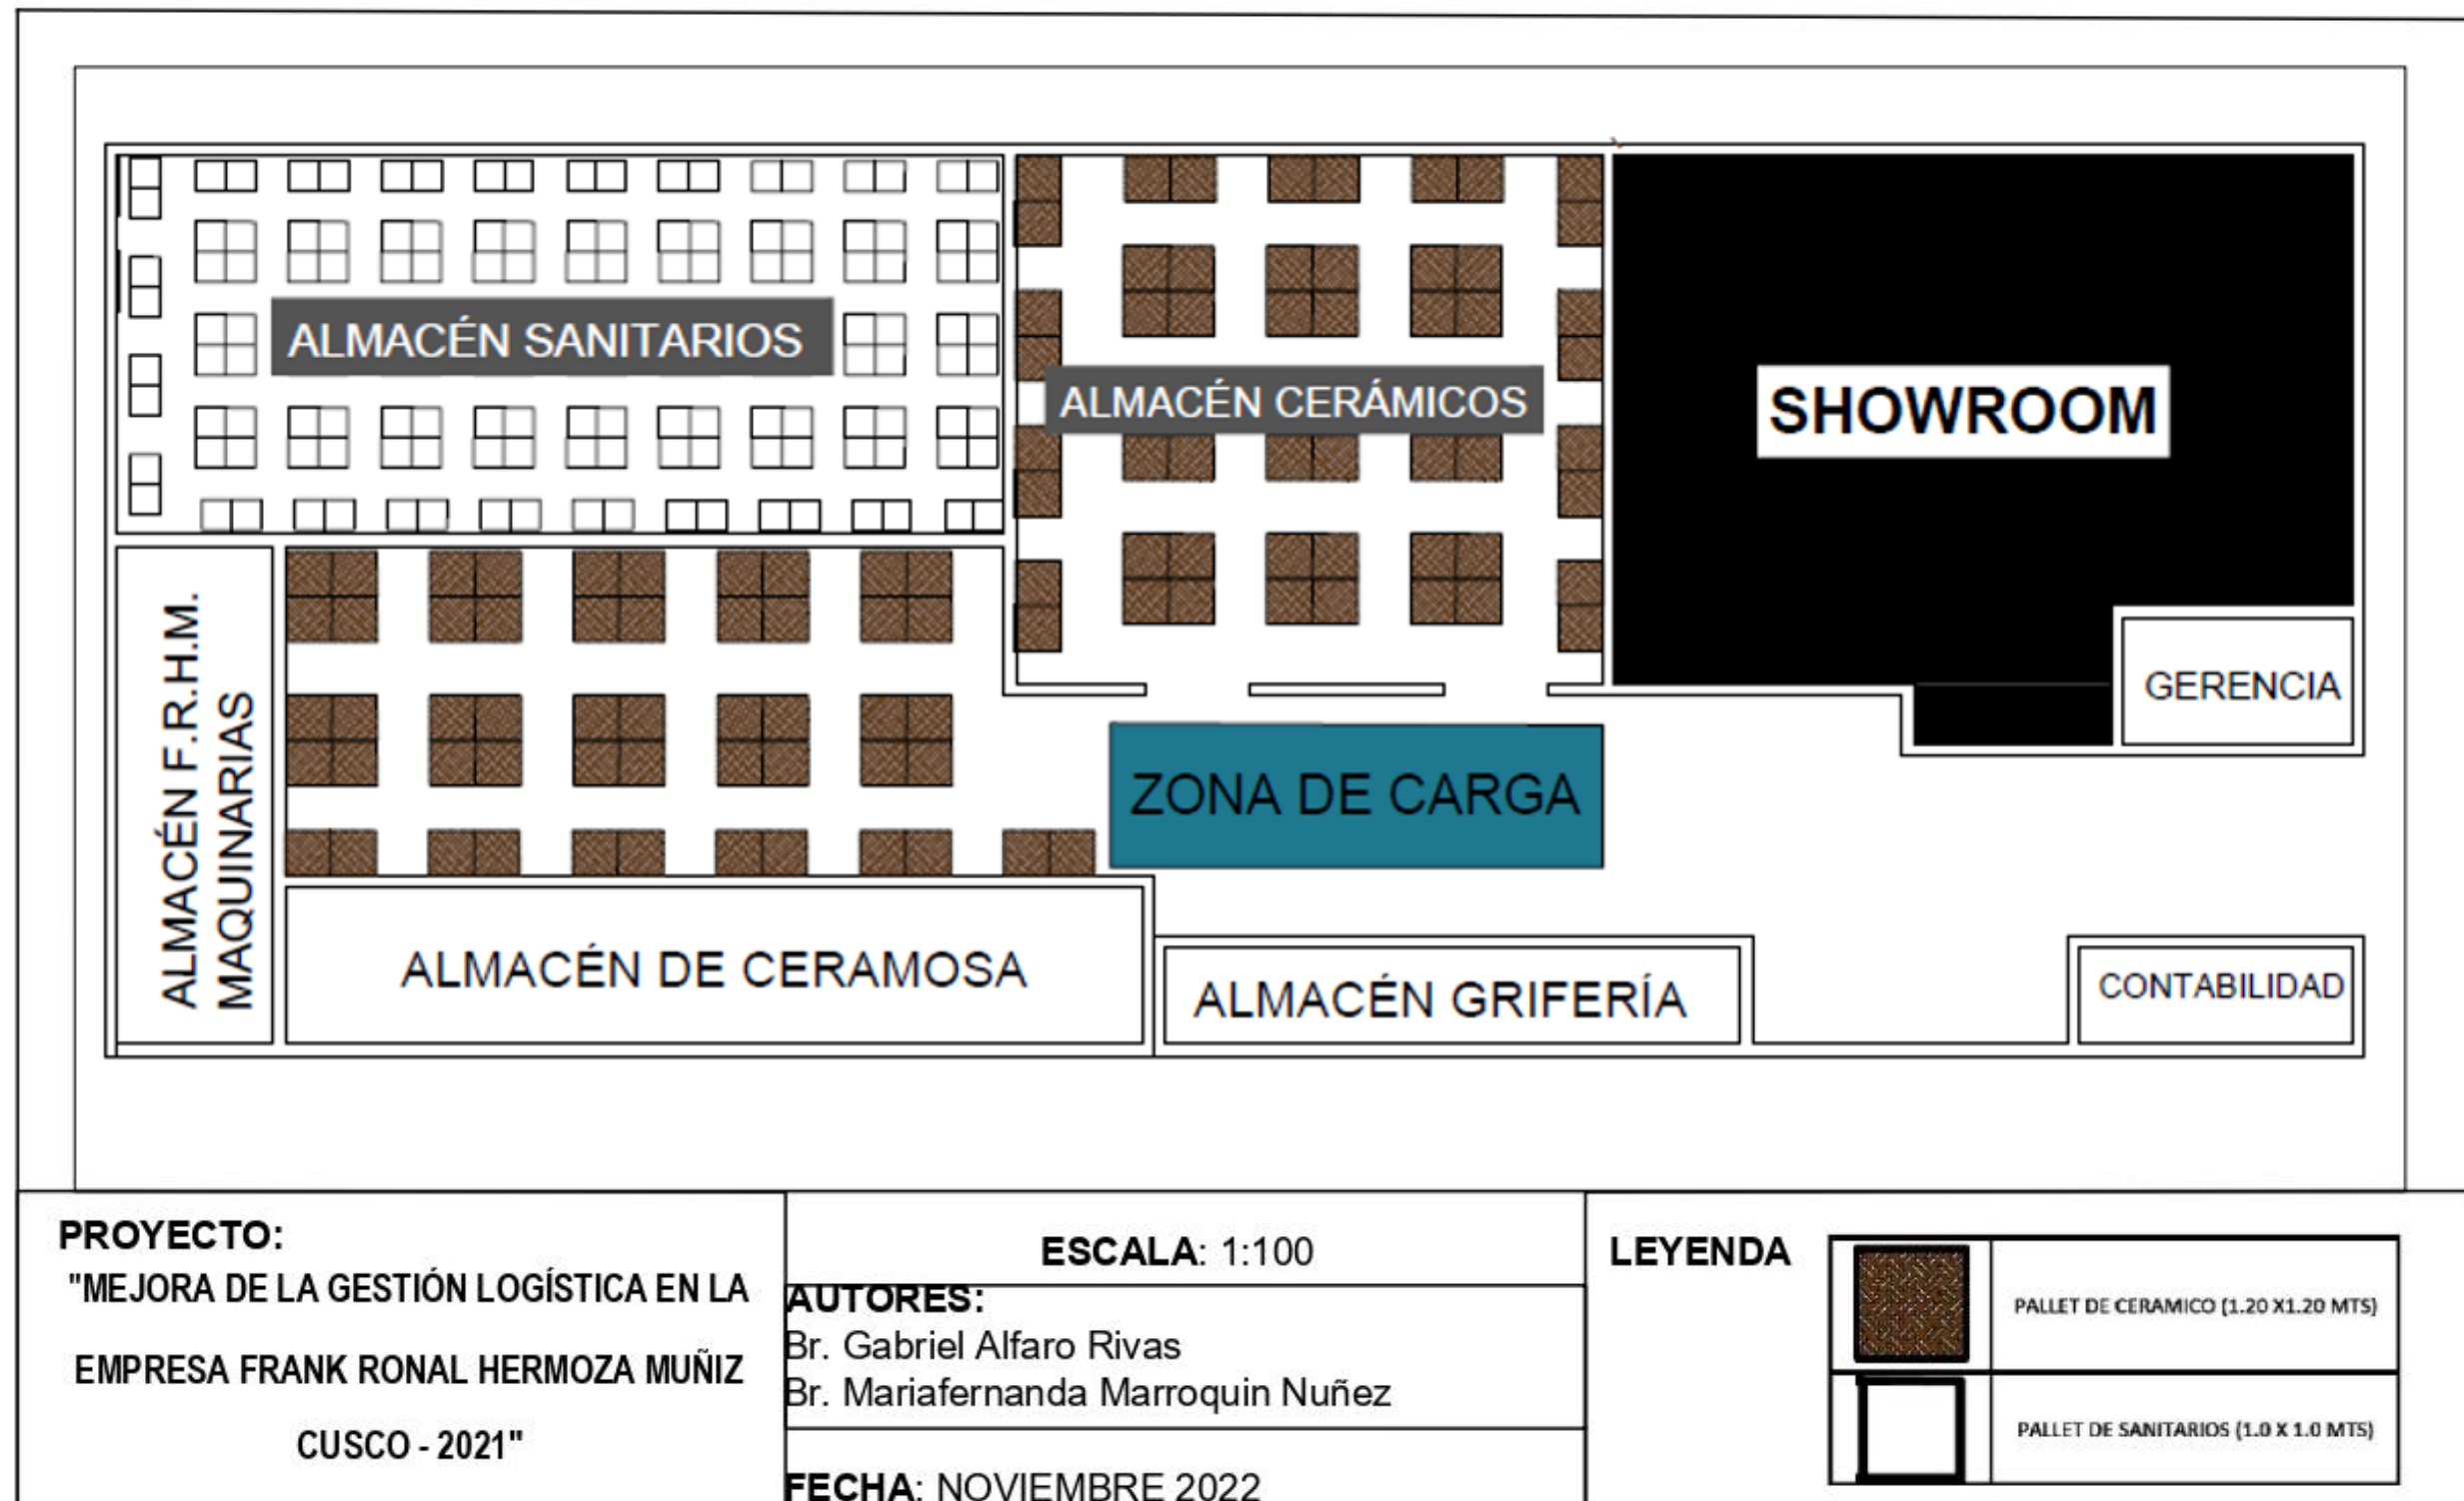 ALMACÉN SANITARIOS
ALMACÉN CERÁMICOS
SHOWROOM
GERENCIA
ALMACÉN F.R.H.M.
MAQUINARIAS
ZONA DE CARGA
ALMACÉN DE CERAMOSA
ALMACÉN GRIFERÍA
CONTABILIDAD
PROYECTO:
"MEJORA DE LA GESTIÓN LOGÍSTICA EN LA
EMPRESA FRANK RONAL HERMOZA MUÑIZ
CUSCO - 2021"
ESCALA: 1:100
AUTORES:
Br. Gabriel Alfaro Rivas
Br. Mariafernanda Marroquin Nuñez
FECHA: NOVIEMBRE 2022
LEYENDA
PALLET DE CERAMICO (1.20 X1.20 MTS)
PALLET DE SANITARIOS (1.0 X 1.0 MTS)